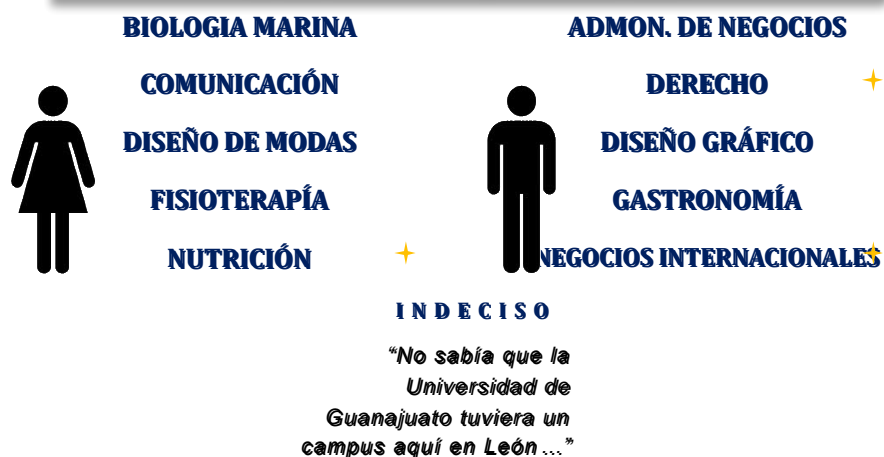 BIOLOGIA MARINA
COMUNICACIÓN
DISEÑO DE MODAS
FISIOTERAPÍA
NUTRICIÓN
ADMON. DE NEGOCIOS
DERECHO
DISEÑO GRÁFICO
GASTRONOMÍA
NEGOCIOS INTERNACIONALES
INDECISO
“No sabía que la
Universidad de
Guanajuato tuviera un
campus aquí en León ...”